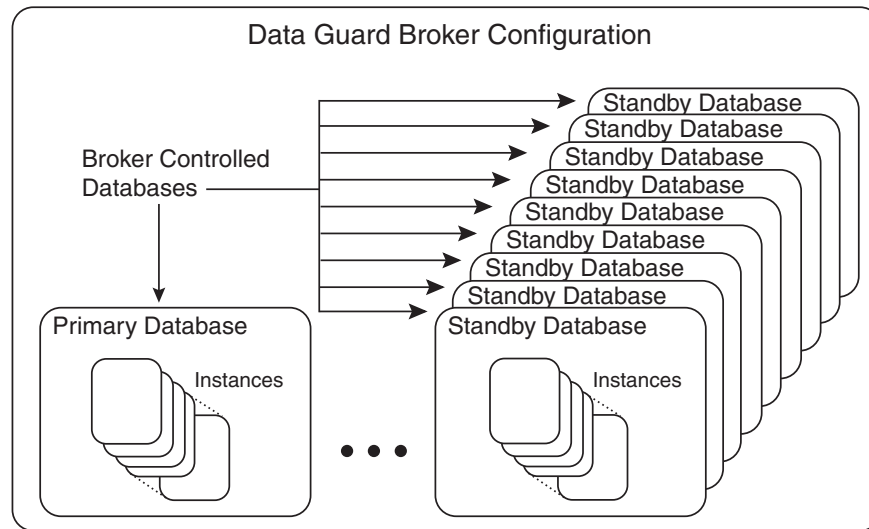 Data Guard Broker Configuration
Standby Database
Standby Database
Standby Database
Standby Database
Standby Database
Standby Database
Standby Database
Standby Database
Standby Database
Broker Controlled
Databases
Primary Database
Instances
Instances